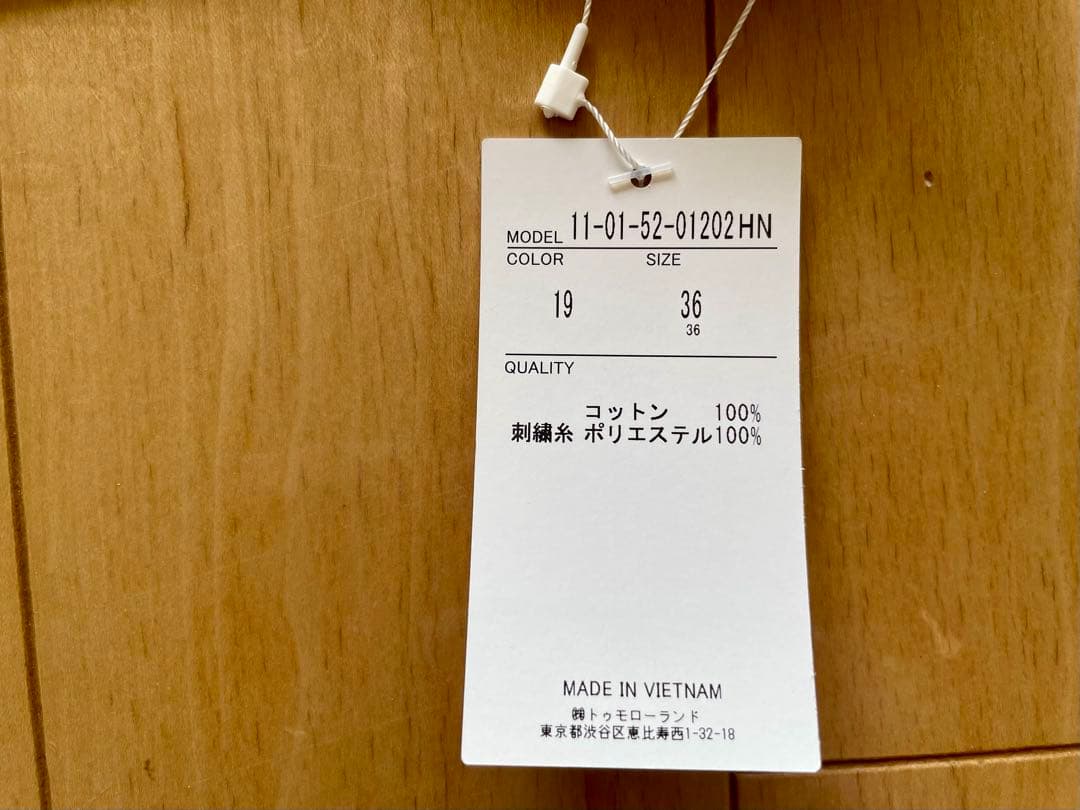 MODEL 11-01-52-01202HN
COLOR SIZE
19 36
36
QUALITY
コットン 100%
刺繍糸 ポリエステル100%
MADE IN VIETNAM
㈱トゥモローランド
東京都渋谷区恵比寿西1-32-18